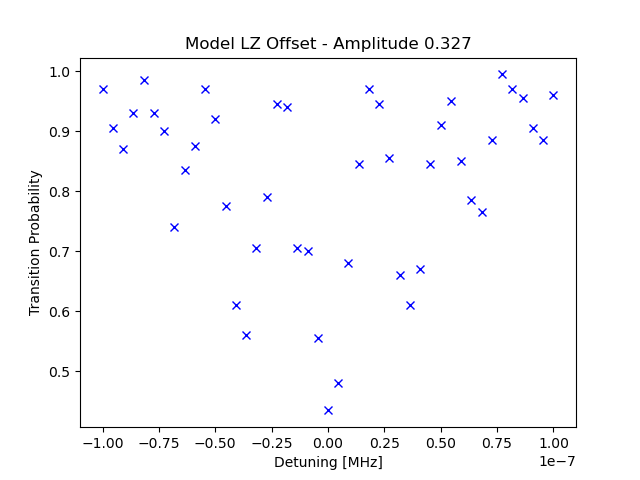 Model LZ Offset - Amplitude 0.327
Transition Probability
1.0
0.9
0.8
0.7
0.6
0.5
−1.00 −0.75 −0.50 −0.25 0.00 0.25 0.50 0.75 1.00
1e−7
Detuning [MHz]